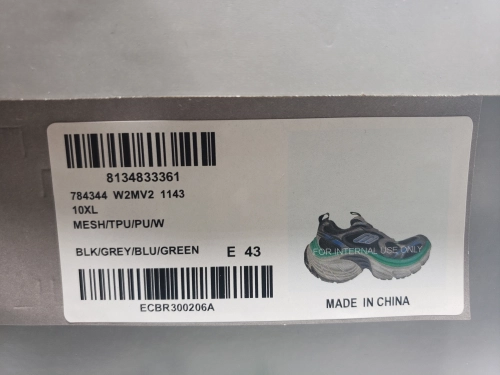 8134833361
784344 W2MV2 1143
10XL
MESH/TPU/PU/W
BLK/GREY/BLU/GREEN E 43
ECBR300206A
FOR INTERNAL USE ONLY
MADE IN CHINA